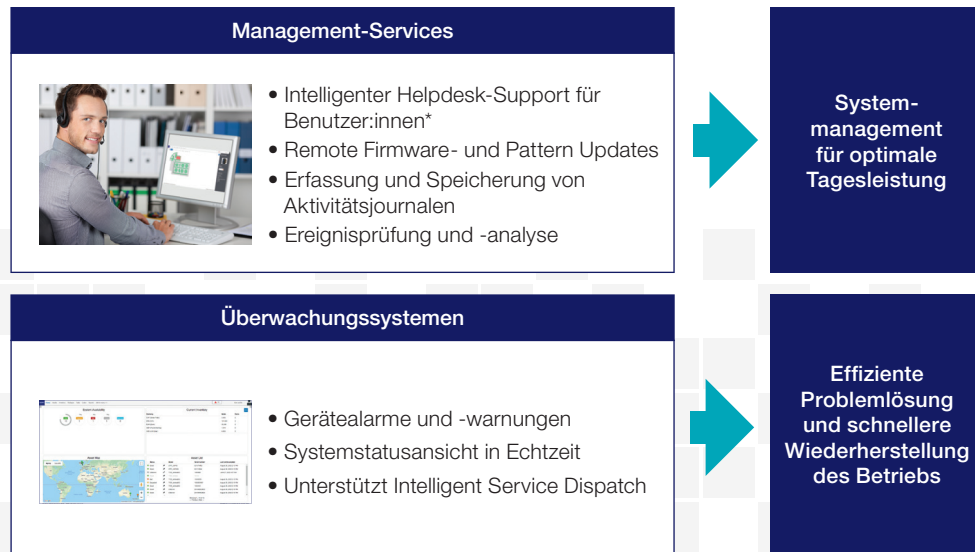 Management-Services
• Intelligenter Helpdesk-Support für
Benutzer:innen*
• Remote Firmware- und Pattern Updates
• Erfassung und Speicherung von
Aktivitätsjournalen
• Ereignisprüfung und -analyse
System-
management
für optimale
Tagesleistung
Überwachungssystemen
• Gerätealarme und -warnungen
• Systemstatusansicht in Echtzeit
• Unterstützt Intelligent Service Dispatch
Effiziente
Problemlösung
und schnellere
Wiederherstellung
des Betriebs